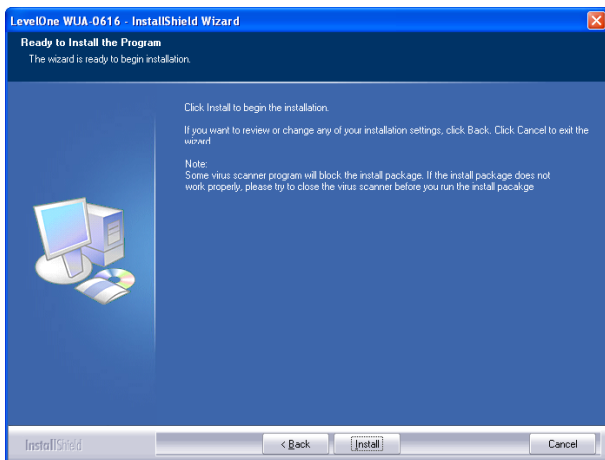 LevelOne WUA-0616 - InstallShield Wizard
Ready to Install the Program
The wizard is ready to begin installation.
Click Install to begin the installation.
If you want to review or change any of your installation settings, click Back. Click Cancel to exit the
wizard.
Note:
Some virus scanner program will block the install package. If the install package does not
work properly, please try to close the virus scanner before you run the install pacakge
InstallShield
< Back
Install
Cancel